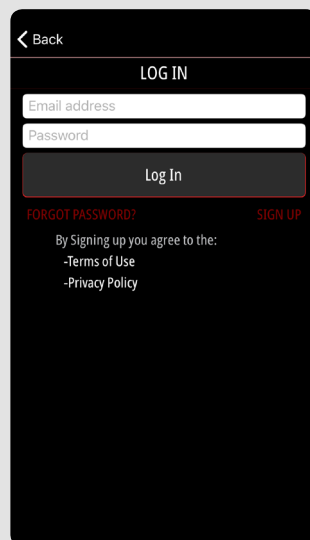 Back
LOG IN
Email address
Password
Log In
FORGOT PASSWORD? SIGN UP
By Signing up you agree to the:
-Terms of Use
-Privacy Policy